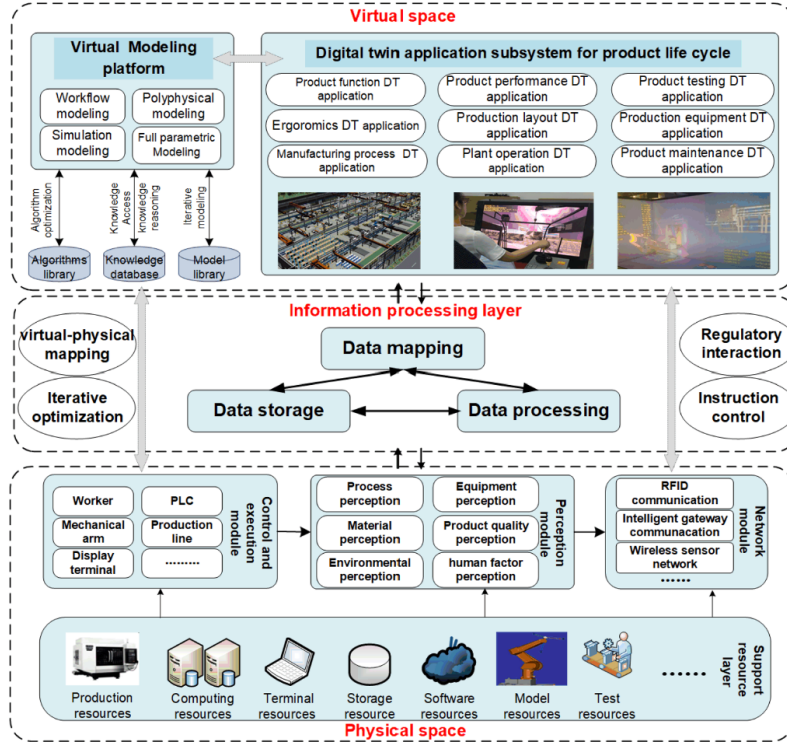 Virtual space
Virtual Modeling
platform
Workflow
modeling
Polyphysical
modeling
Simulation
modeling
Full parametric
Modeling
Algorithm
optimization
Knowledge
Access
knowledge
reasoning
Iterative
modeling
Algorithms
library
Knowledge
database
Model
library
Digital twin application subsystem for product life cycle
Product function DT
application
Product performance DT
application
Product testing DT
application
Ergoromics DT application
Production layout DT
application
Production equipment DT
application
Manufacturing process DT
application
Plant operation DT
application
Product maintenance DT
application
Information processing layer
virtual-physical
mapping
Iterative
optimization
Data mapping
Data storage
Data processing
Regulatory
interaction
Instruction
control
Worker
PLC
Mechanical
arm
Production
line
Display
terminal
.........
Control and
execution module
Process
perception
Equipment
perception
Material
perception
Product quality
perception
Environmental
perception
human factor
perception
Perception
module
RFID
communication
Intelligent gateway
communacation
Wireless sensor
network
......
Network
module
Production
resources
Computing
resources
Terminal
resources
Storage
resource
Software
resources
Model
resources
Test
resources
......
Support
resource
layer
Physical space